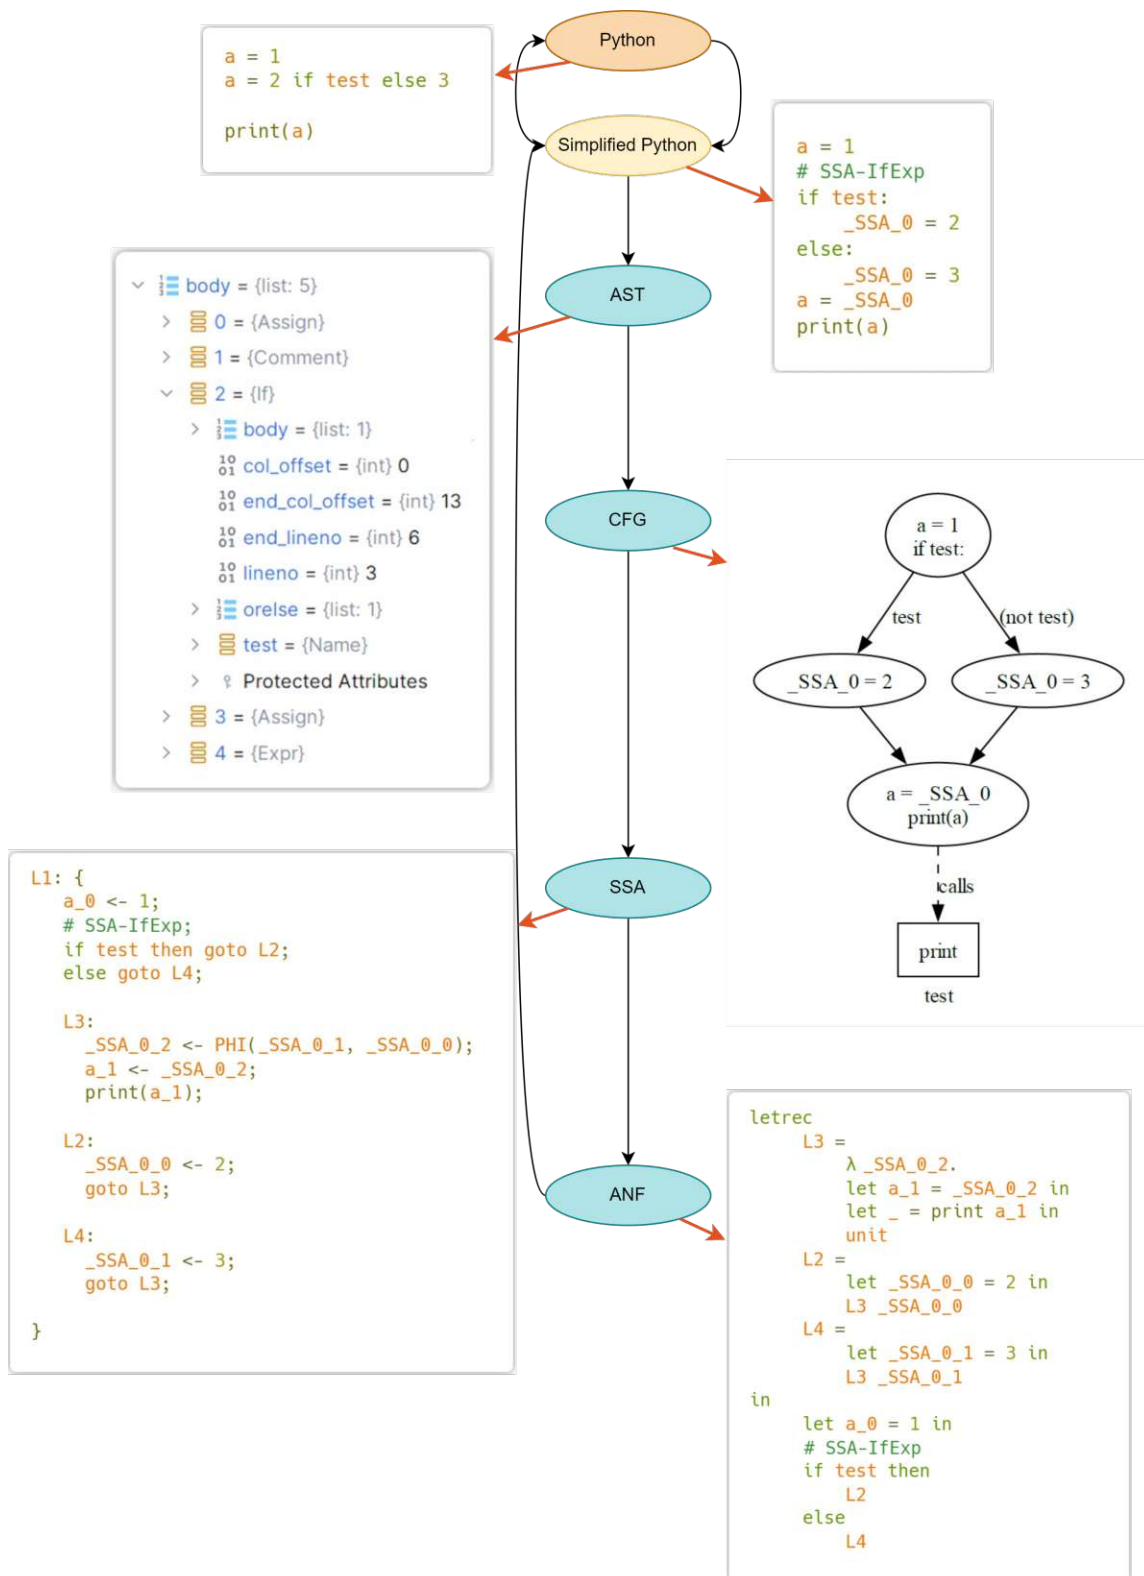 Python
a = 1
a = 2 if test else 3
print(a)
Simplified Python
a = 1
# SSA-IfExp
if test:
    _SSA_0 = 2
else:
    _SSA_0 = 3
a = _SSA_0
print(a)
AST
body = {list: 5}
0 = {Assign}
1 = {Comment}
2 = {If}
body = {list: 1}
col_offset = {int} 0
end_col_offset = {int} 13
end_lineno = {int} 6
lineno = {int} 3
orelse = {list: 1}
test = {Name}
Protected Attributes
3 = {Assign}
4 = {Expr}
CFG
a = 1
if test:
test
(not test)
_SSA_0 = 2
_SSA_0 = 3
a = _SSA_0
print(a)
calls
print
test
SSA
L1: {
   a_0 <- 1;
   # SSA-IfExp;
   if test then goto L2;
   else goto L4;
   L3:
     _SSA_0_2 <- PHI(_SSA_0_1, _SSA_0_0);
     a_1 <- _SSA_0_2;
     print(a_1);
   L2:
     _SSA_0_0 <- 2;
     goto L3;
   L4:
     _SSA_0_1 <- 3;
     goto L3;
}
ANF
letrec
     L3 =
         λ _SSA_0_2.
         let a_1 = _SSA_0_2 in
         let _ = print a_1 in
         unit
     L2 =
         let _SSA_0_0 = 2 in
         L3 _SSA_0_0
     L4 =
         let _SSA_0_1 = 3 in
         L3 _SSA_0_1
in
     let a_0 = 1 in
     # SSA-IfExp
     if test then
         L2
     else
         L4